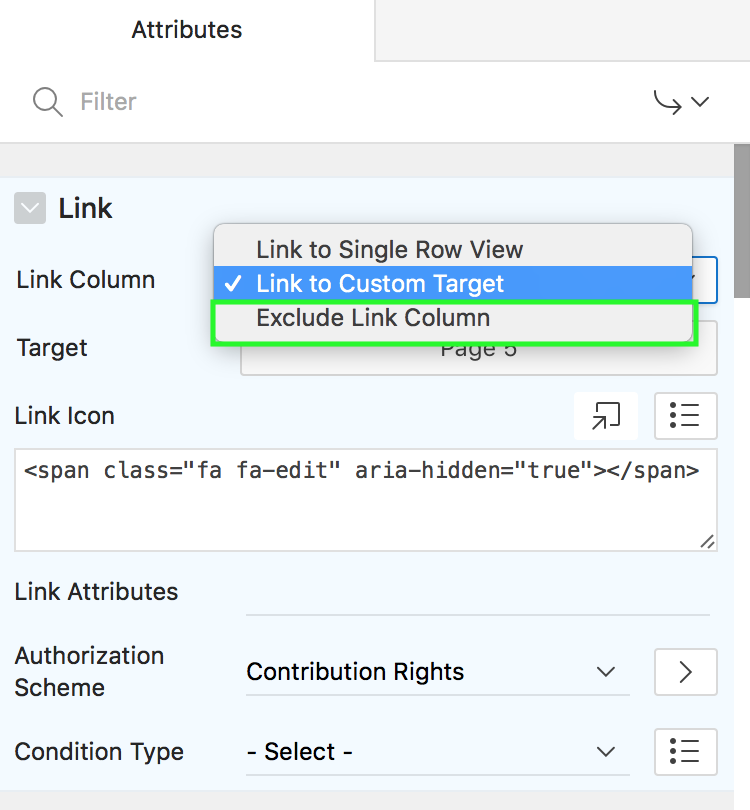 Attributes
Filter
Link
Link to Single Row View
Link Column
✓ Link to Custom Target
Exclude Link Column
Target
Page 5
Link Icon
<span class="fa fa-edit" aria-hidden="true"></span>
Link Attributes
Authorization
Scheme
Contribution Rights
Condition Type
- Select -